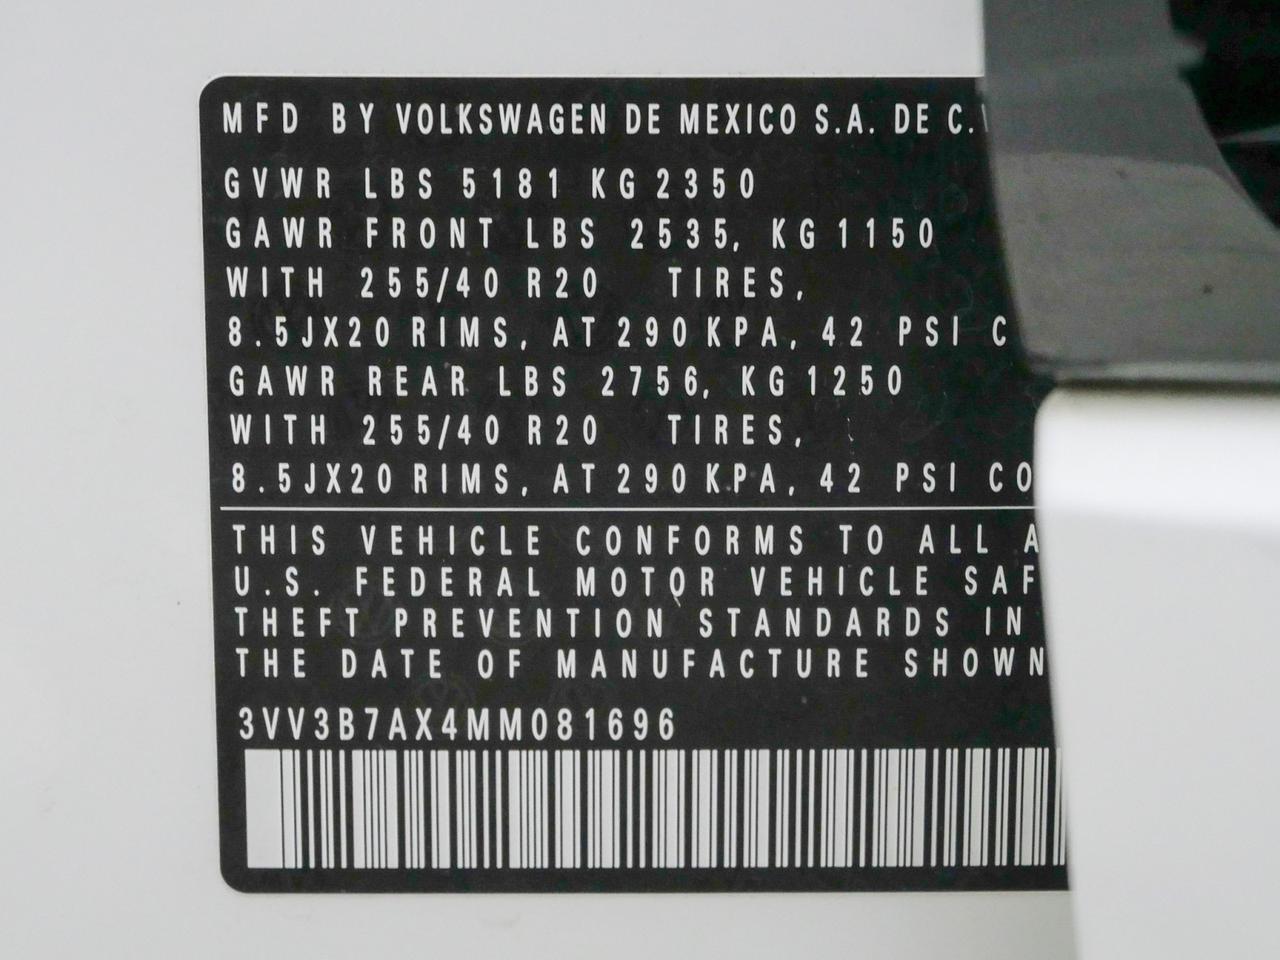 MFD BY VOLKSWAGEN DE MEXICO S.A. DE C.
GVWR LBS 5181 KG 2350
GAWR FRONT LBS 2535, KG 1150
WITH 255/40 R20 TIRES,
8.5JX20 RIMS, AT 290 KPA, 42 PSI C
GAWR REAR LBS 2756, KG 1250
WITH 255/40 R20 TIRES,
8.5JX20 RIMS, AT 290 KPA, 42 PSI CO
THIS VEHICLE CONFORMS TO ALL A
U.S. FEDERAL MOTOR VEHICLE SAF
THEFT PREVENTION STANDARDS IN
THE DATE OF MANUFACTURE SHOWN
3VV3B7AX4MM081696